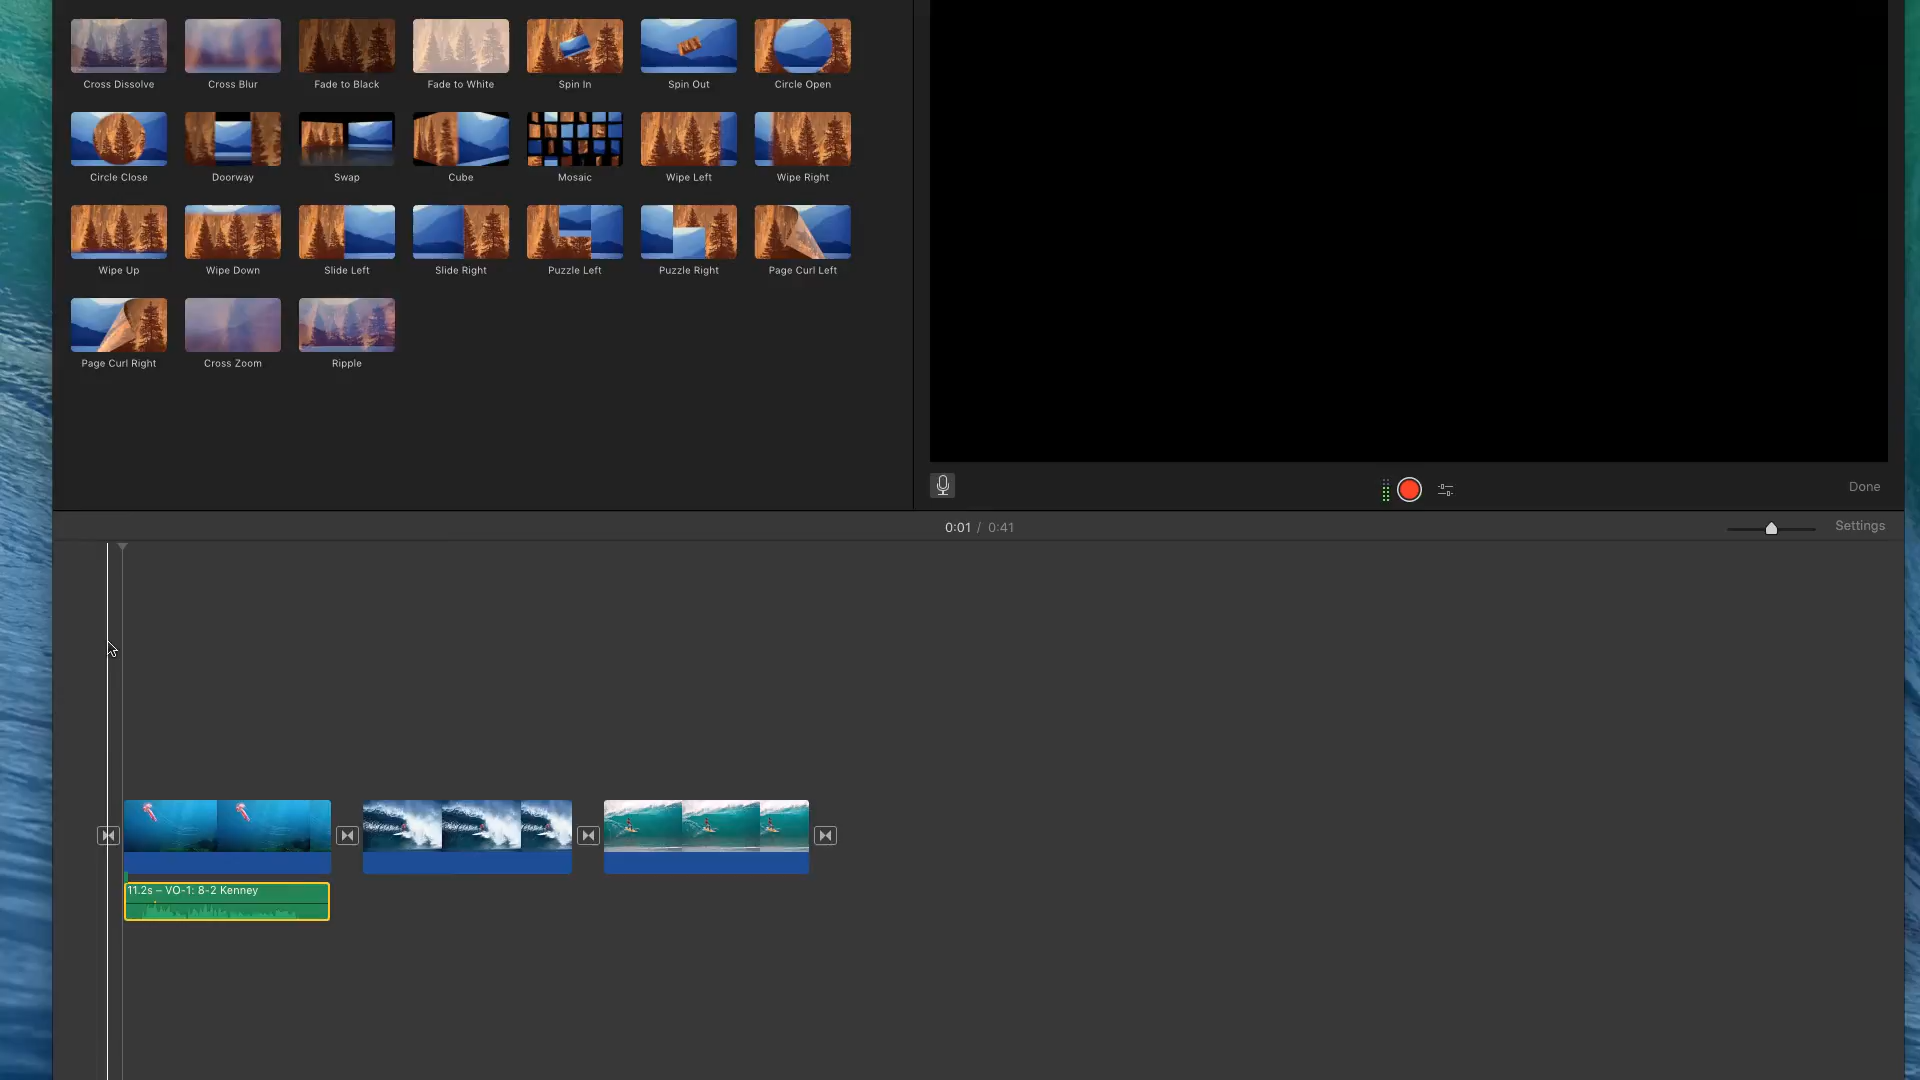 Cross Dissolve
Cross Blur
Fade to Black
Fade to White
Spin In
Spin Out
Circle Open
Circle Close
Doorway
Swap
Cube
Mosaic
Wipe Left
Wipe Right
Wipe Up
Wipe Down
Slide Left
Slide Right
Puzzle Left
Puzzle Right
Page Curl Left
Page Curl Right
Cross Zoom
Ripple
Done
0:01 / 0:41
Settings
11.2s – VO-1: 8-2 Kenney